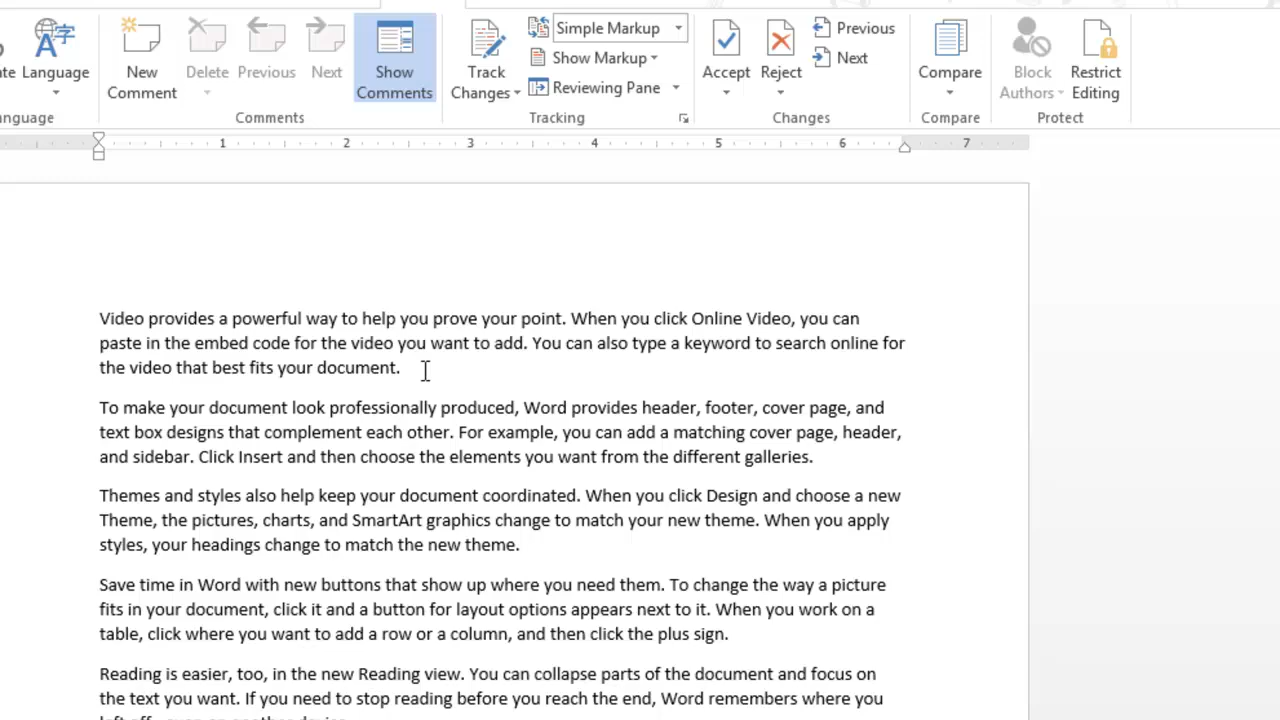 Language
New Comment
Delete
Previous
Next
Show Comments
Comments
Track Changes
Simple Markup
Show Markup
Reviewing Pane
Tracking
Accept
Reject
Previous
Next
Changes
Compare
Compare
Block Authors
Restrict Editing
Protect
1 2 3 4 5 6 7
Video provides a powerful way to help you prove your point. When you click Online Video, you can
paste in the embed code for the video you want to add. You can also type a keyword to search online for
the video that best fits your document.
To make your document look professionally produced, Word provides header, footer, cover page, and
text box designs that complement each other. For example, you can add a matching cover page, header,
and sidebar. Click Insert and then choose the elements you want from the different galleries.
Themes and styles also help keep your document coordinated. When you click Design and choose a new
Theme, the pictures, charts, and SmartArt graphics change to match your new theme. When you apply
styles, your headings change to match the new theme.
Save time in Word with new buttons that show up where you need them. To change the way a picture
fits in your document, click it and a button for layout options appears next to it. When you work on a
table, click where you want to add a row or a column, and then click the plus sign.
Reading is easier, too, in the new Reading view. You can collapse parts of the document and focus on
the text you want. If you need to stop reading before you reach the end, Word remembers where you